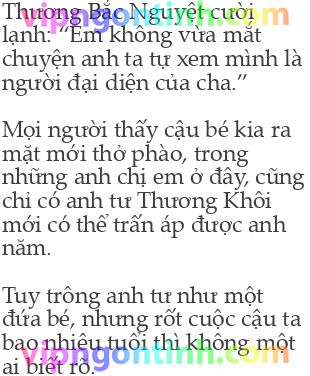 Thương Bắc Nguyệt cười
lạnh: “Em không vừa mắt
chuyện anh ta tự xem mình là
người đại diện của cha.”
Mọi người thấy cậu bé kia ra
mặt mới thở phào, trong
những anh chị em ở đây, cũng
chỉ có anh tư Thương Khôi
mới có thể trấn áp được anh
năm.
Tuy trông anh tư như một
đứa bé, nhưng rốt cuộc cậu ta
bao nhiêu tuổi thì không một
ai biết rõ.
vipngontinh.com
vipngontinh.com